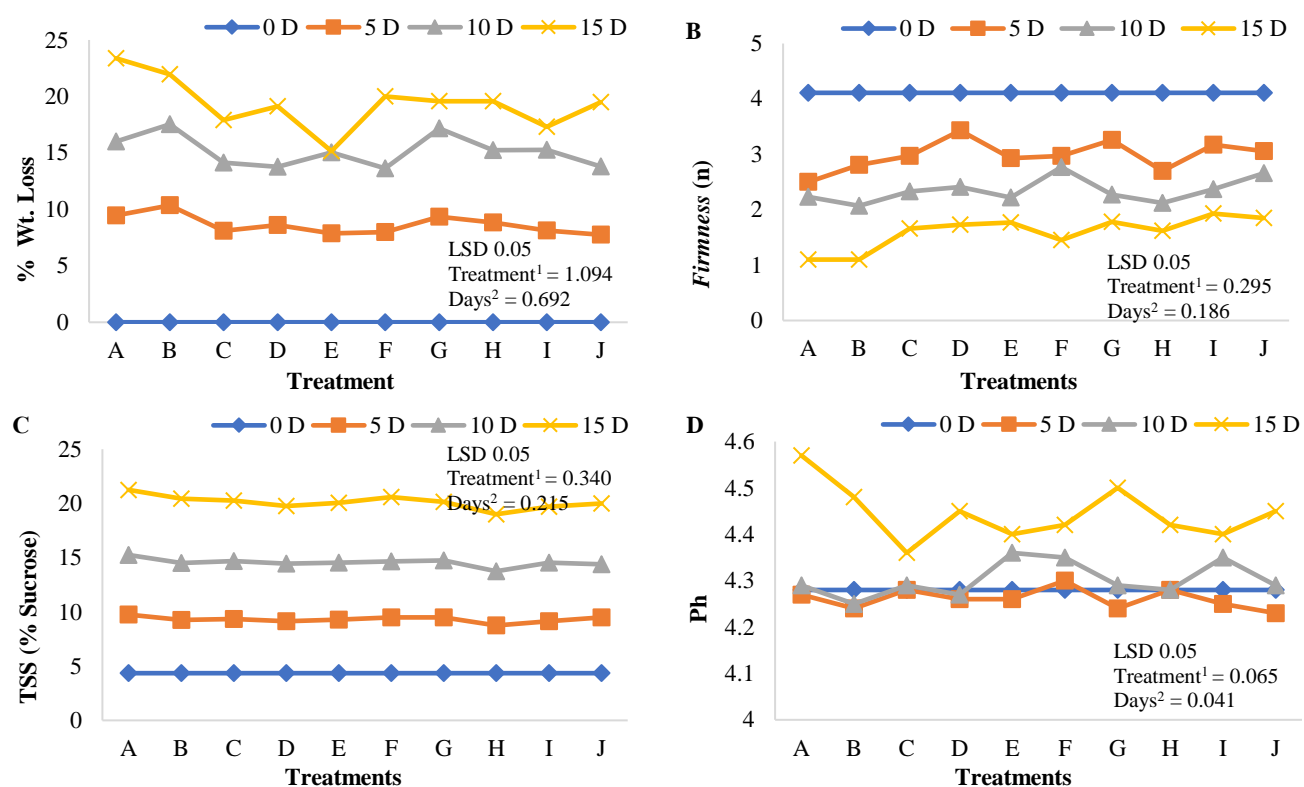 0 D 5 D 10 D 15 D
25
20
15
10
5
0
% Wt. Loss
LSD 0.05
Treatment¹ = 1.094
Days² = 0.692
A B C D E F G H I J
Treatment
B
0 D 5 D 10 D 15 D
5
4
3
2
1
0
Firmness (n)
LSD 0.05
Treatment¹ = 0.295
Days² = 0.186
A B C D E F G H I J
Treatments
C
0 D 5 D 10 D 15 D
25
20
15
10
5
0
TSS (% Sucrose)
LSD 0.05
Treatment¹ = 0.340
Days² = 0.215
A B C D E F G H I J
Treatments
D
0 D 5 D 10 D 15 D
4.6
4.5
4.4
4.3
4.2
4.1
4
Ph
LSD 0.05
Treatment¹ = 0.065
Days² = 0.041
A B C D E F G H I J
Treatments